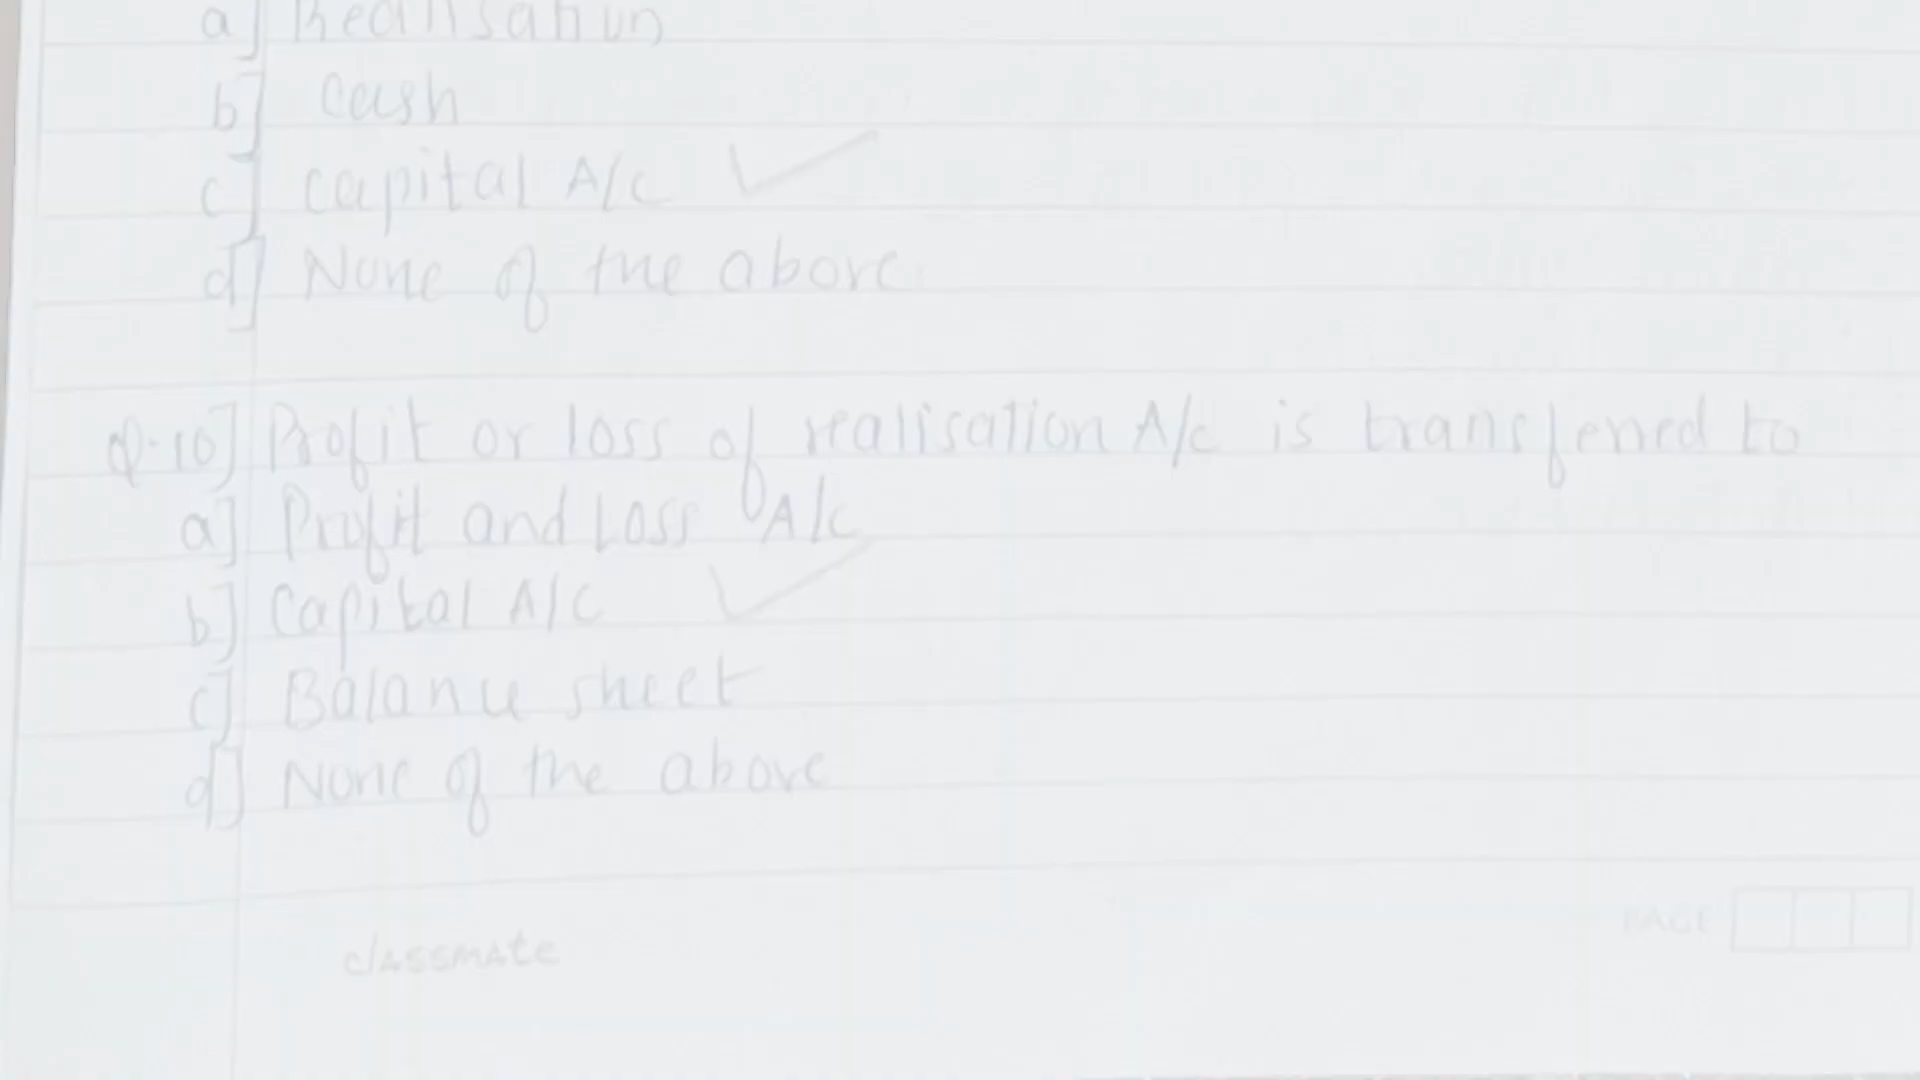 a] Realisation
b] cash
c] capital A/c
d] None of the above
Q.10] Profit or loss of realisation A/c is transferred to
a] Profit and Loss A/c
b] Capital A/c
c] Balance sheet
d] None of the above
classmate
PAGE